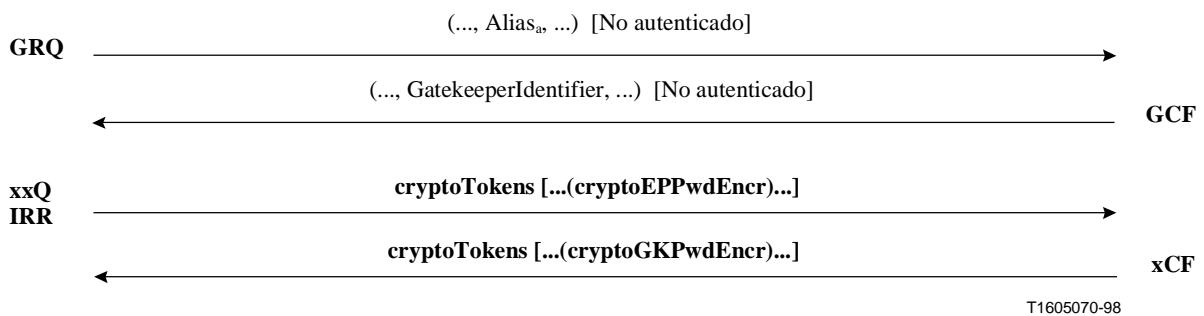 (..., Aliasₐ, ...) [No autenticado]
GRQ
(..., GatekeeperIdentifier, ...) [No autenticado]
GCF
xxQ
IRR
cryptoTokens [...(cryptoEPPwdEncr)...]
cryptoTokens [...(cryptoGKPwdEncr)...]
xCF
T1605070-98